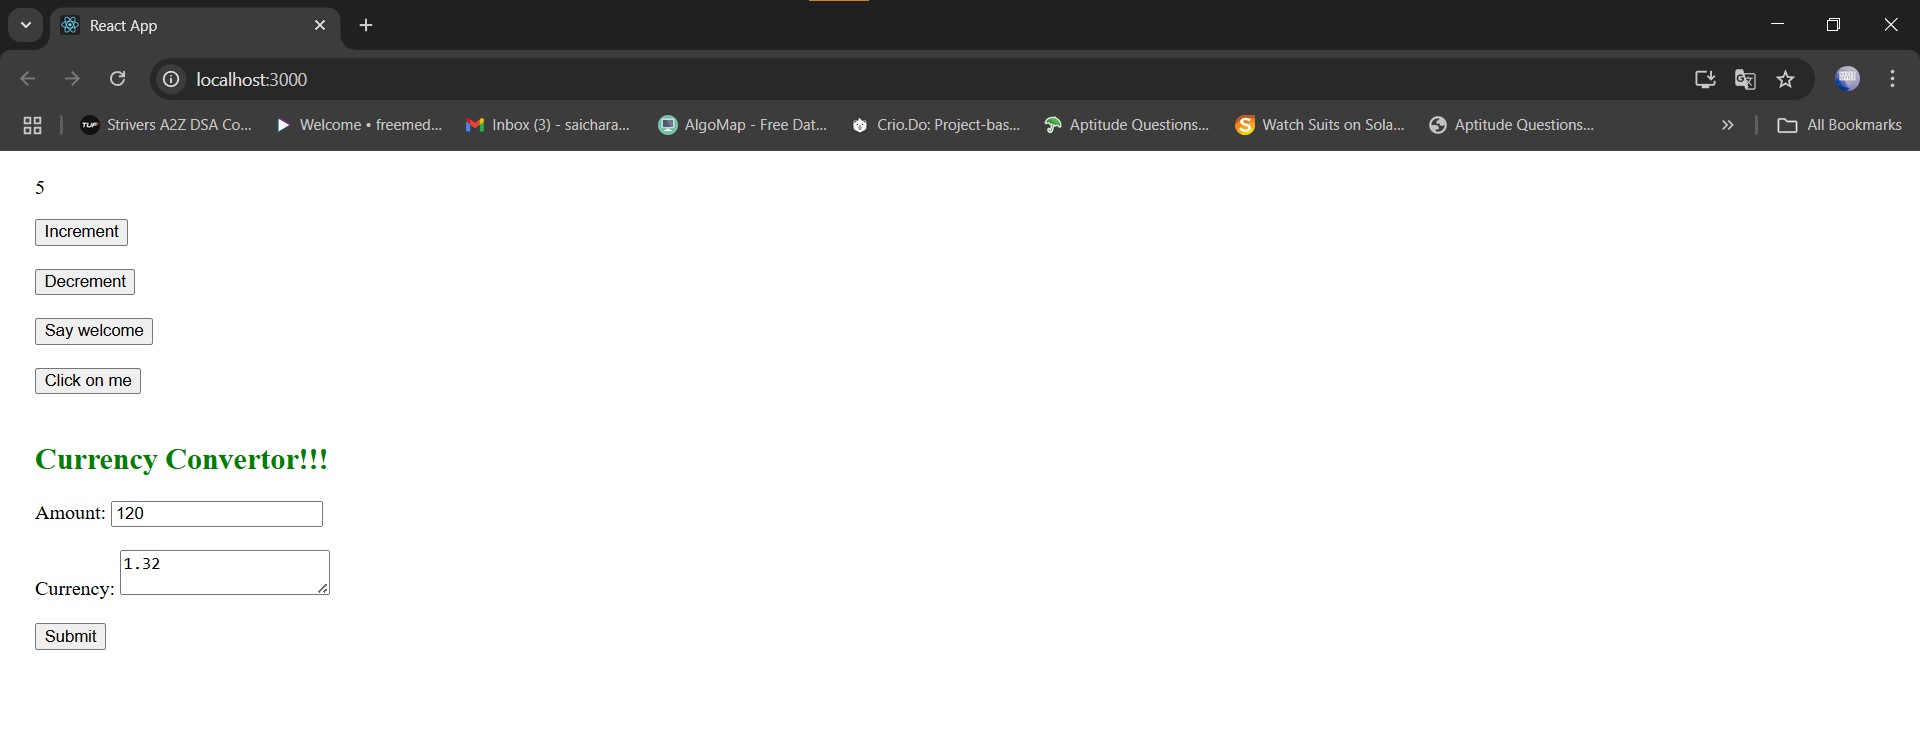 React App
localhost:3000
Strivers A2Z DSA Co... Welcome • freemed... Inbox (3) - saichara... AlgoMap - Free Dat... Crio.Do: Project-bas... Aptitude Questions... Watch Suits on Sola... Aptitude Questions... All Bookmarks
5
Increment
Decrement
Say welcome
Click on me
Currency Convertor!!!
Amount: 120
Currency: 1.32
Submit